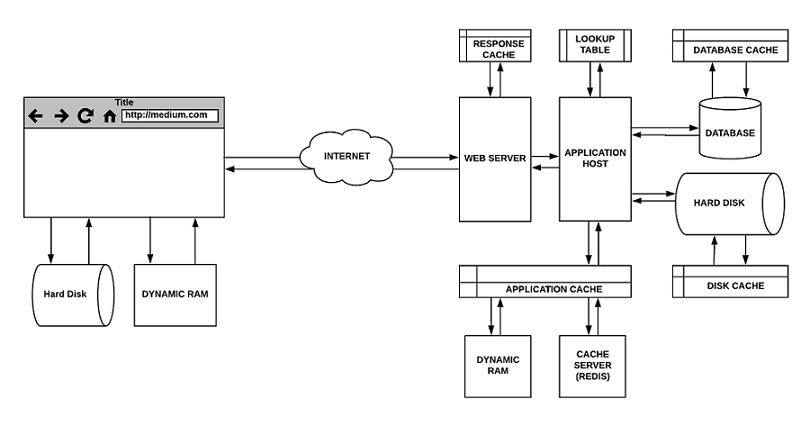 RESPONSE
CACHE
LOOKUP
TABLE
DATABASE CACHE
Title
http://medium.com
INTERNET
WEB SERVER
APPLICATION
HOST
DATABASE
HARD DISK
Hard Disk
DYNAMIC RAM
APPLICATION CACHE
DISK CACHE
DYNAMIC
RAM
CACHE
SERVER
(REDIS)